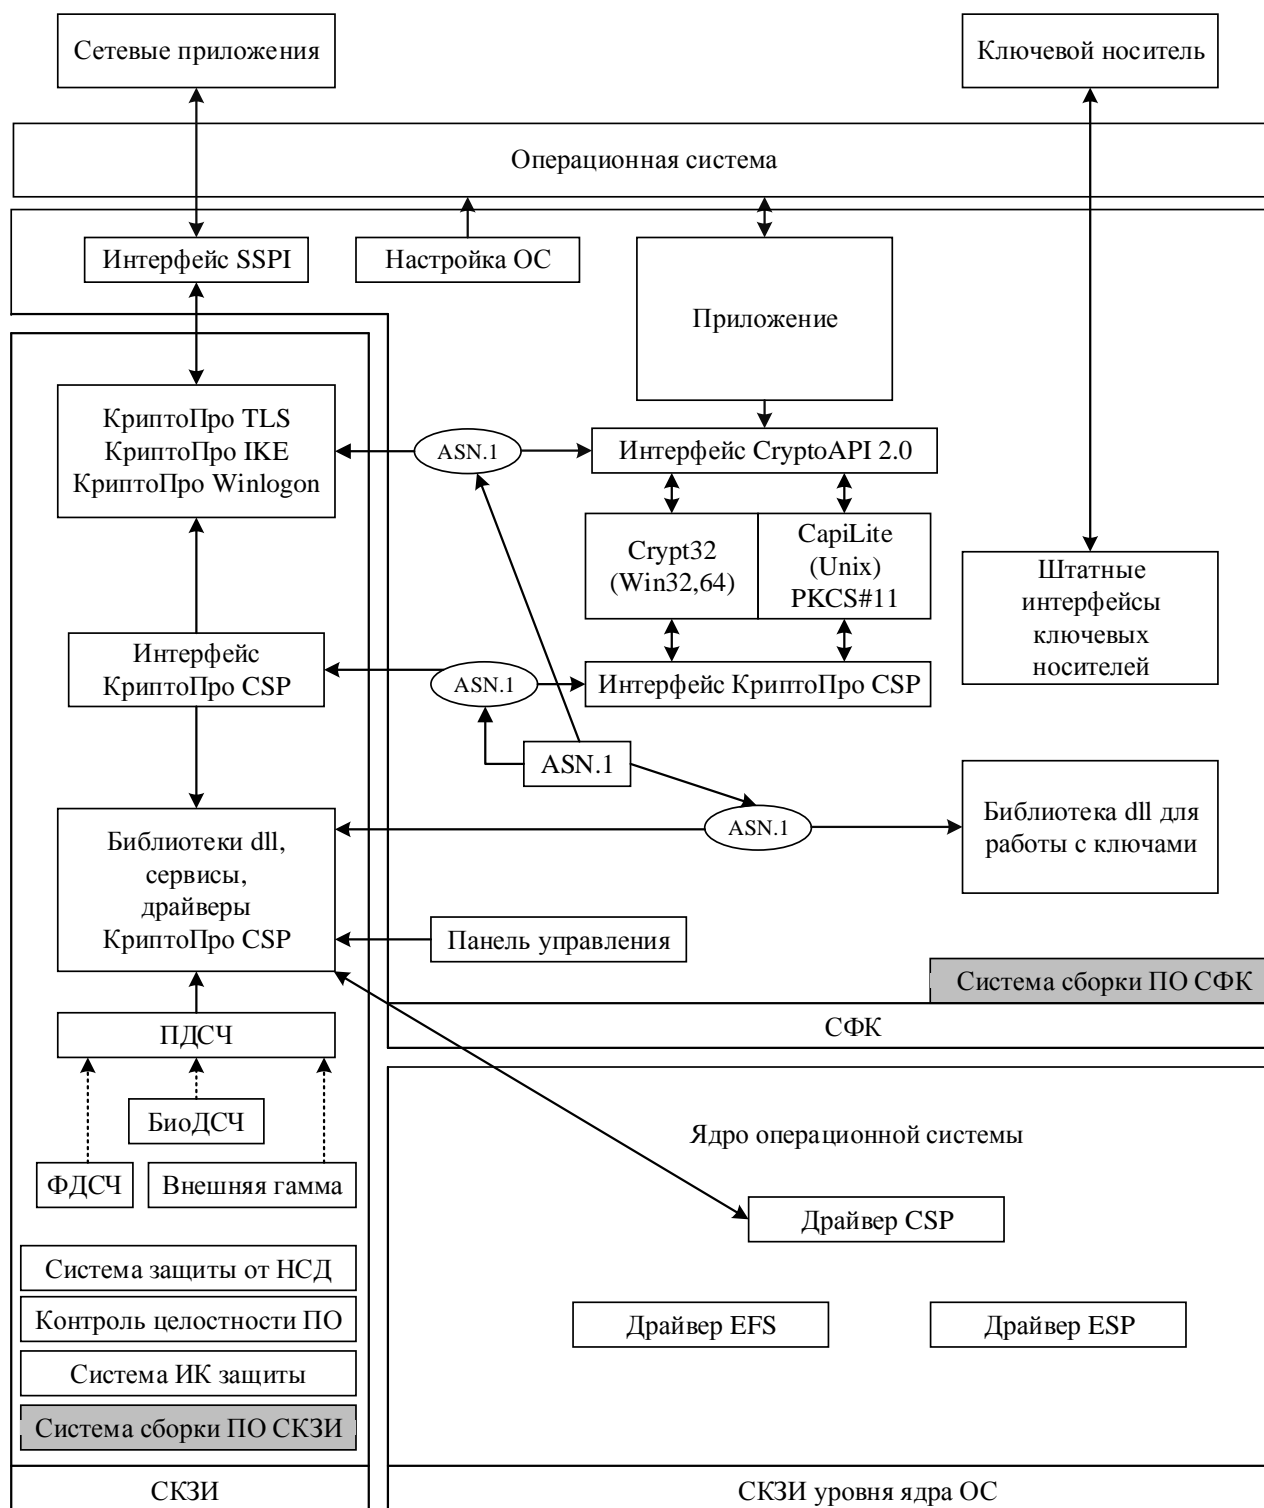 Сетевые приложения
Ключевой носитель
Операционная система
Интерфейс SSPI
Настройка ОС
Приложение
КриптоПро TLS
КриптоПро IKE
КриптоПро Winlogon
ASN.1
Интерфейс CryptoAPI 2.0
Crypt32
(Win32,64)
CapiLite
(Unix)
PKCS#11
Штатные
интерфейсы
ключевых
носителей
Интерфейс
КриптоПро CSP
ASN.1
Интерфейс КриптоПро CSP
ASN.1
Библиотеки dll,
сервисы,
драйверы
КриптоПро CSP
ASN.1
Библиотека dll для
работы с ключами
Панель управления
Система сборки ПО СФК
СФК
ПДСЧ
БиоДСЧ
ФДСЧ
Внешняя гамма
Ядро операционной системы
Драйвер CSP
Драйвер EFS
Драйвер ESP
Система защиты от НСД
Контроль целостности ПО
Система ИК защиты
Система сборки ПО СКЗИ
СКЗИ
СКЗИ уровня ядра ОС